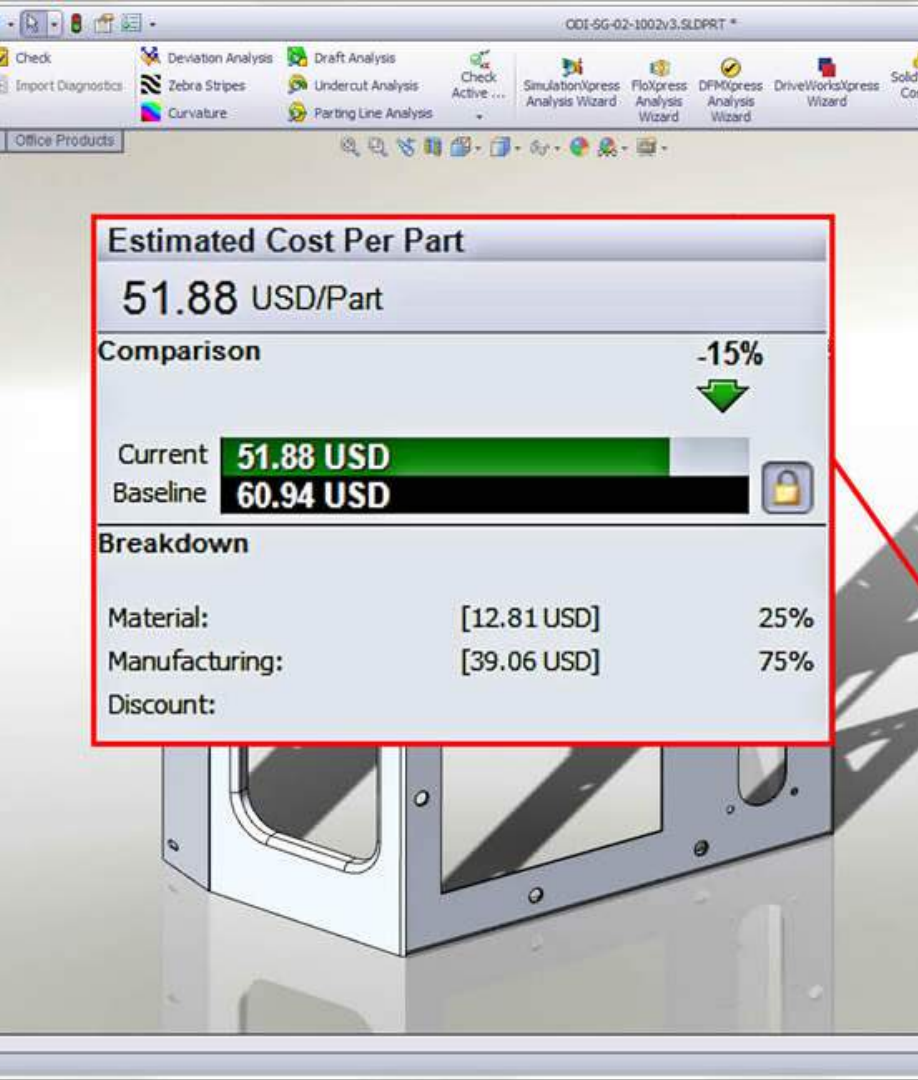 ODI-SG-02-1002v3.SLDPRT *
Check
Deviation Analysis
Draft Analysis
Import Diagnostics
Zebra Stripes
Undercut Analysis
Check
Active ...
SimulationXpress
Analysis Wizard
FloXpress
Analysis
Wizard
DFMXpress
Analysis
Wizard
DriveWorksXpress
Wizard
Curvature
Parting Line Analysis
Office Products
Estimated Cost Per Part
51.88 USD/Part
Comparison -15%
Current 51.88 USD
Baseline 60.94 USD
Breakdown
Material: [12.81 USD] 25%
Manufacturing: [39.06 USD] 75%
Discount: